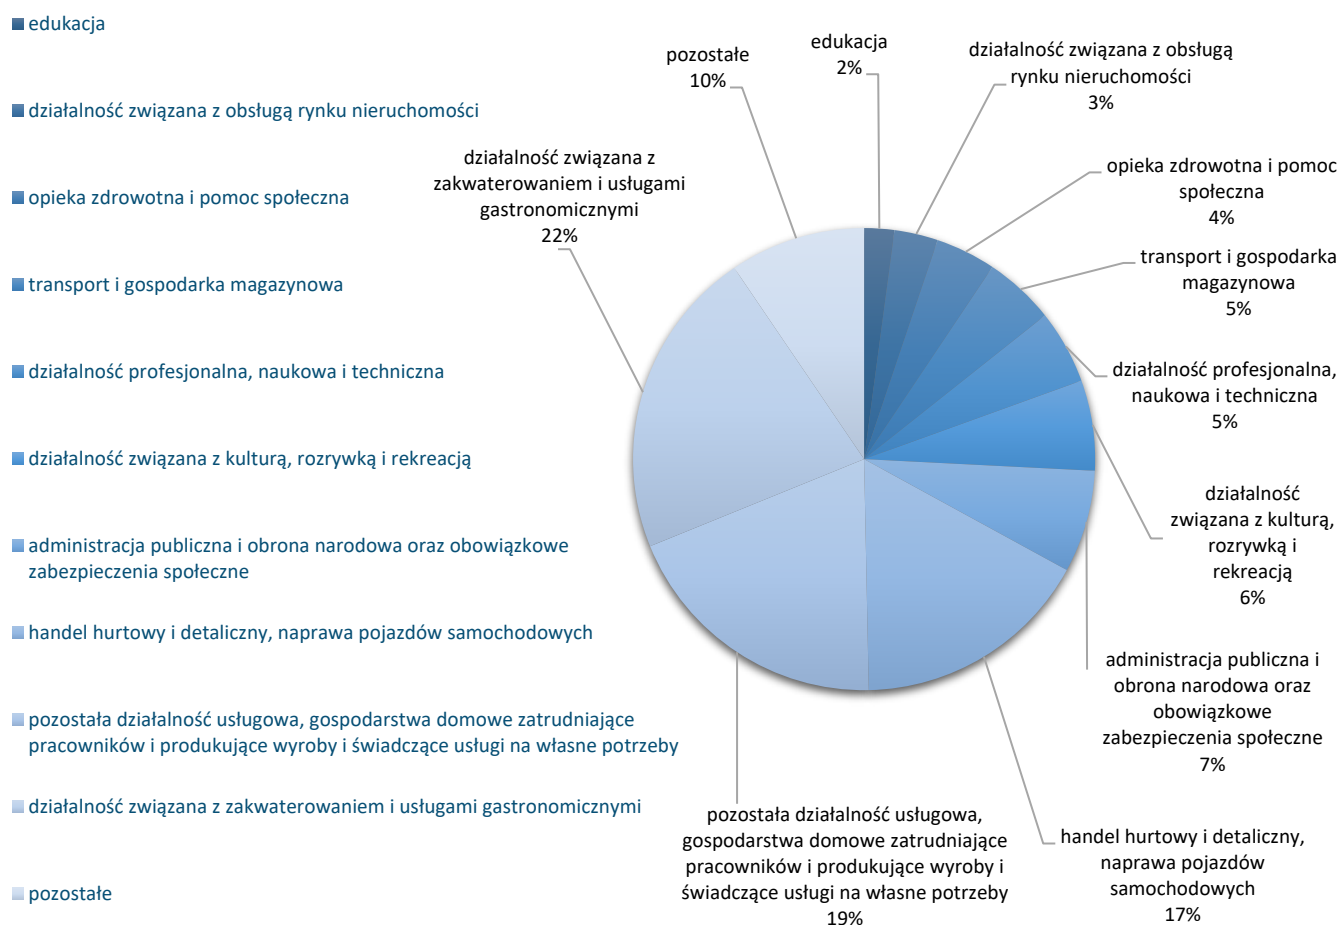 edukacja
działalność związana z obsługą rynku nieruchomości
opieka zdrowotna i pomoc społeczna
transport i gospodarka magazynowa
działalność profesjonalna, naukowa i techniczna
działalność związana z kulturą, rozrywką i rekreacją
administracja publiczna i obrona narodowa oraz obowiązkowe
zabezpieczenia społeczne
handel hurtowy i detaliczny, naprawa pojazdów samochodowych
pozostała działalność usługowa, gospodarstwa domowe zatrudniające
pracowników i produkujące wyroby i świadczące usługi na własne potrzeby
działalność związana z zakwaterowaniem i usługami gastronomicznymi
pozostałe
edukacja
2%
działalność związana z obsługą
rynku nieruchomości
3%
opieka zdrowotna i pomoc
społeczna
4%
transport i gospodarka
magazynowa
5%
działalność profesjonalna,
naukowa i techniczna
5%
działalność
związana z kulturą,
rozrywką i
rekreacją
6%
administracja publiczna i
obrona narodowa oraz
obowiązkowe
zabezpieczenia społeczne
7%
handel hurtowy i detaliczny,
naprawa pojazdów
samochodowych
17%
pozostała działalność usługowa,
gospodarstwa domowe zatrudniające
pracowników i produkujące wyroby i
świadczące usługi na własne potrzeby
19%
działalność związana z
zakwaterowaniem i usługami
gastronomicznymi
22%
pozostałe
10%